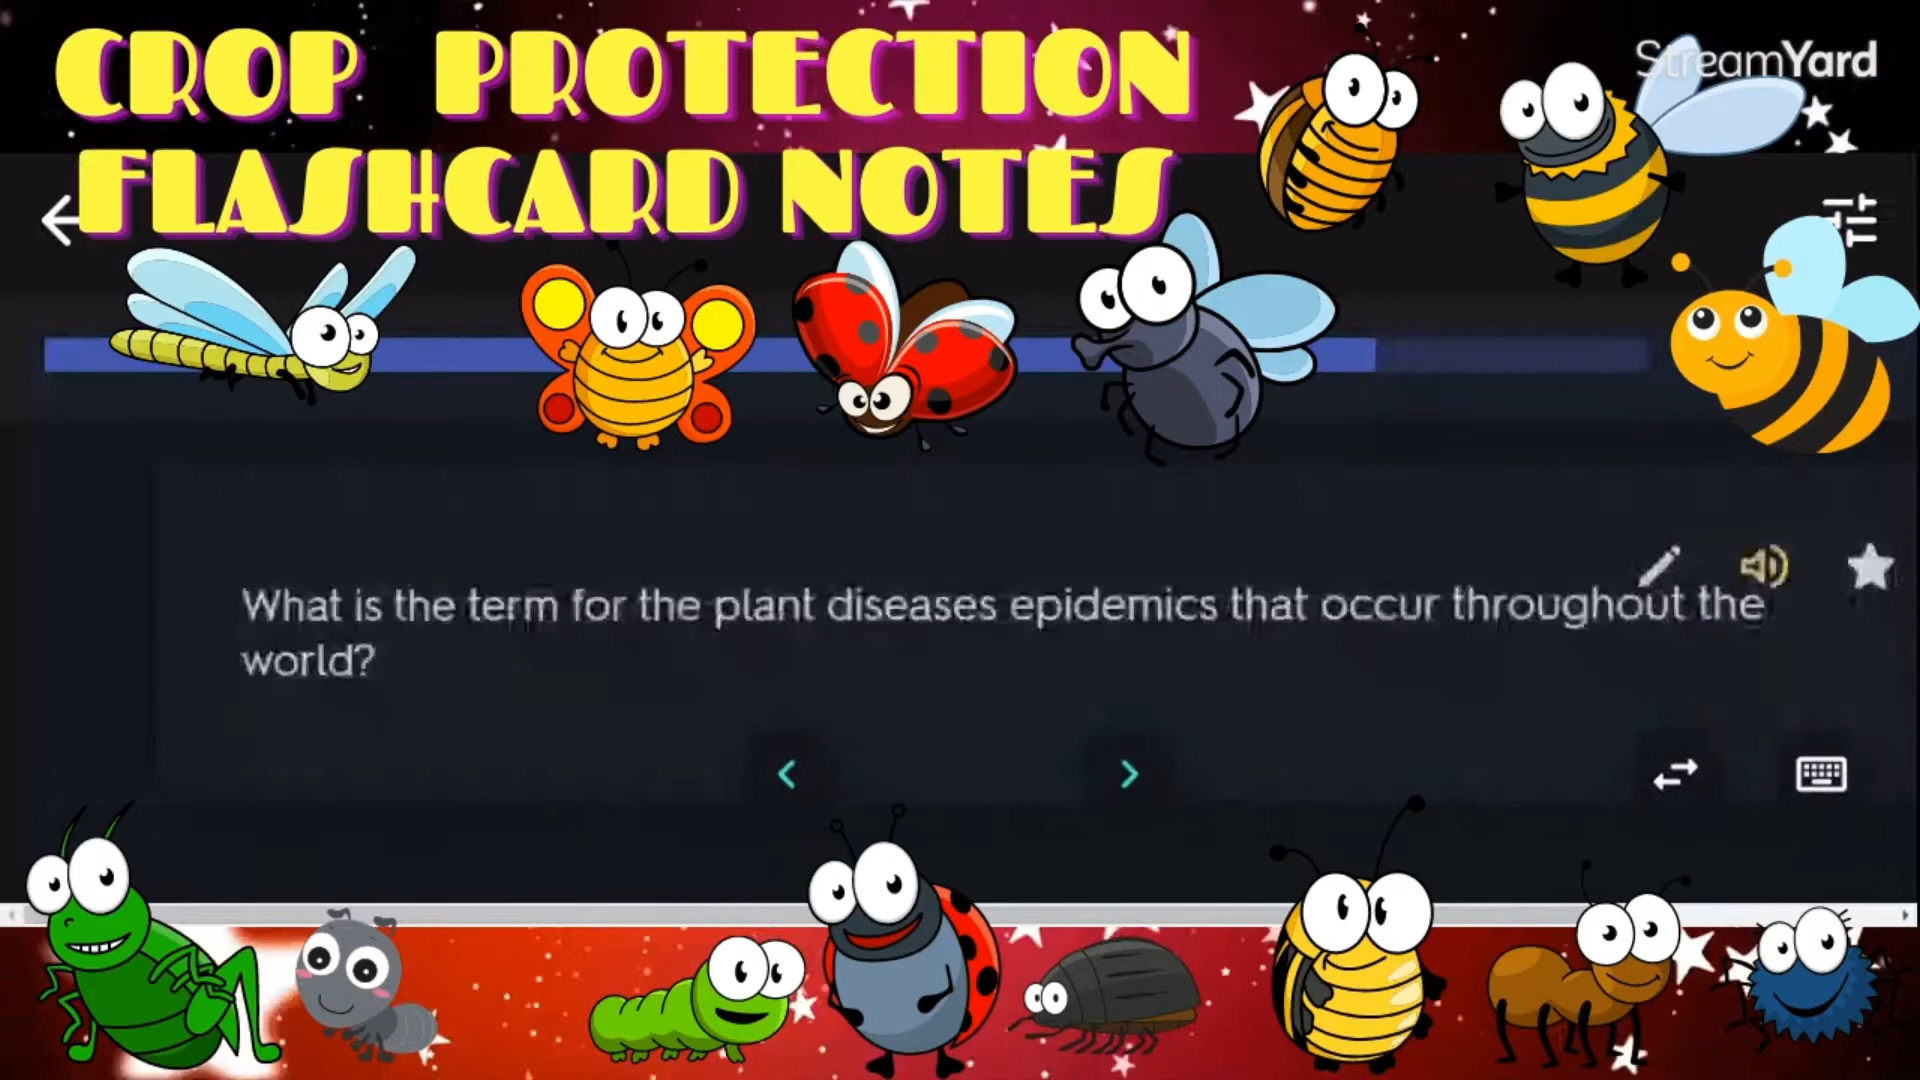 CROP PROTECTION
StreamYard
FLASHCARD NOTES
What is the term for the plant diseases epidemics that occur throughout the
world?